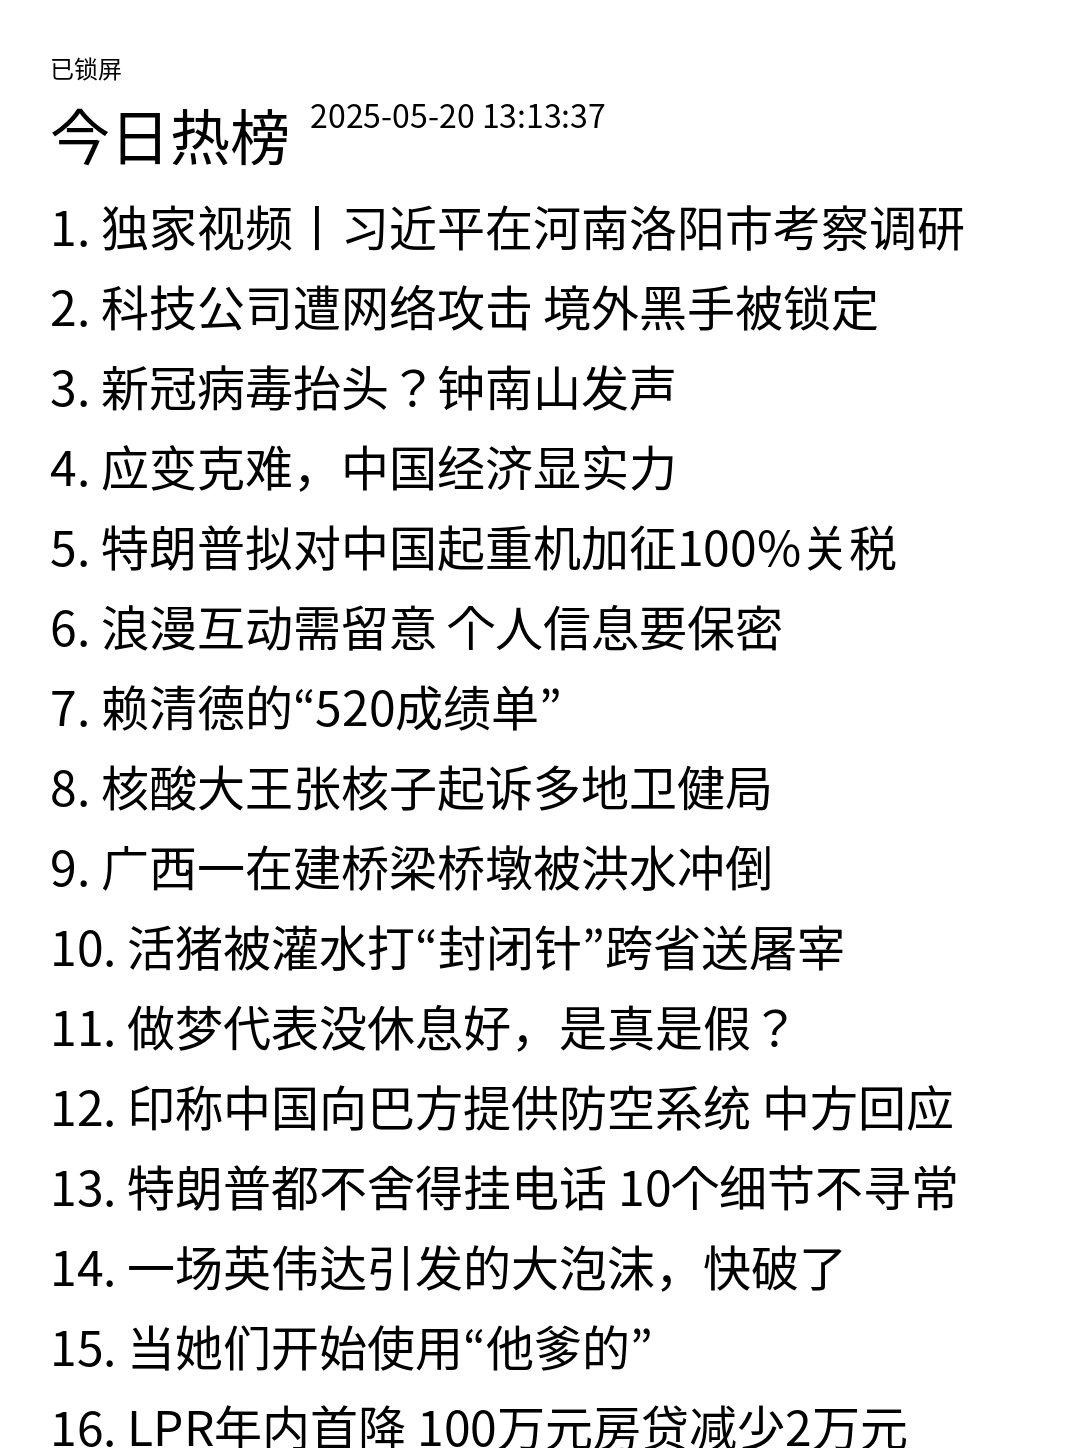 已锁屏
今日热榜 2025-05-20 13:13:37
1. 独家视频丨习近平在河南洛阳市考察调研
2. 科技公司遭网络攻击 境外黑手被锁定
3. 新冠病毒抬头？钟南山发声
4. 应变克难，中国经济显实力
5. 特朗普拟对中国起重机加征100%关税
6. 浪漫互动需留意 个人信息要保密
7. 赖清德的“520成绩单”
8. 核酸大王张核子起诉多地卫健局
9. 广西一在建桥梁桥墩被洪水冲倒
10. 活猪被灌水打“封闭针”跨省送屠宰
11. 做梦代表没休息好，是真是假？
12. 印称中国向巴方提供防空系统 中方回应
13. 特朗普都不舍得挂电话 10个细节不寻常
14. 一场英伟达引发的大泡沫，快破了
15. 当她们开始使用“他爹的”
16. LPR年内首降 100万元房贷减少2万元